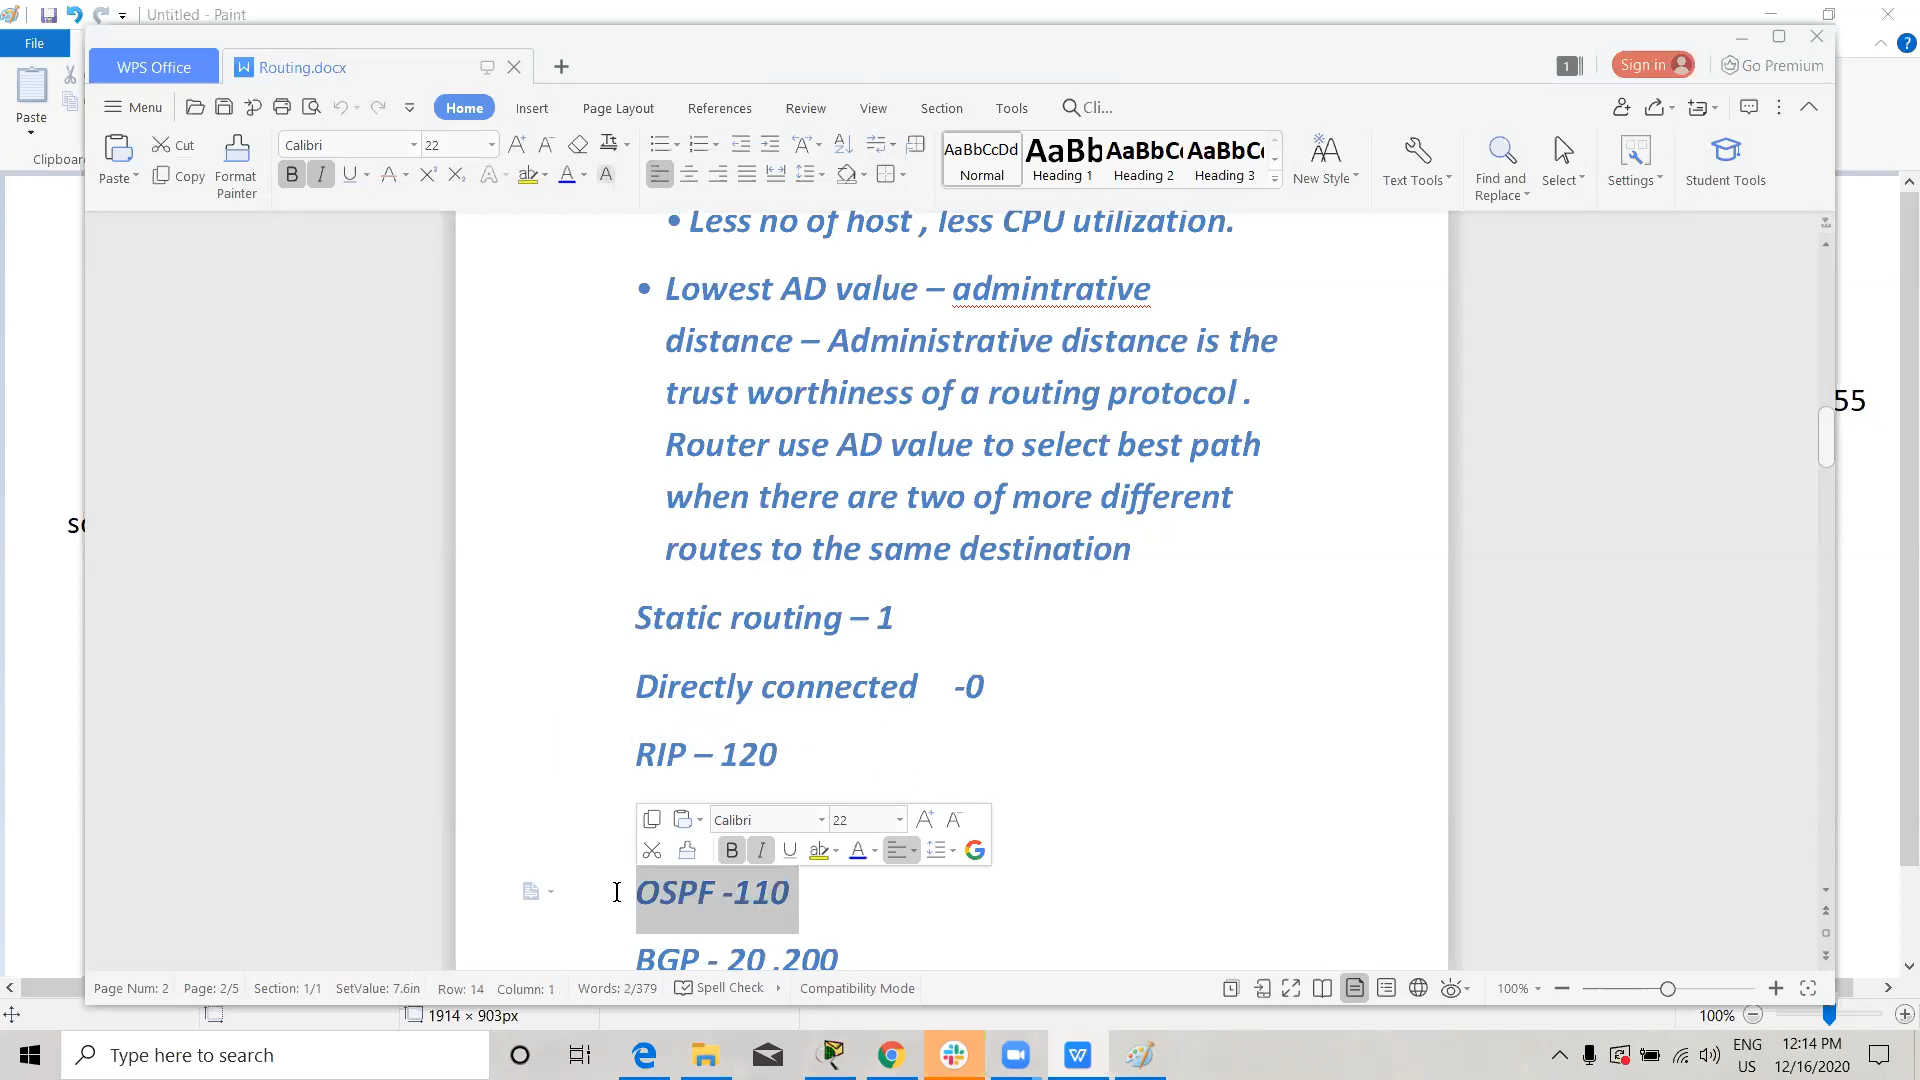 Untitled - Paint
File
Paste
Clipboar
WPS Office
Routing.docx
1
Sign in
Go Premium
Menu
Home
Insert
Page Layout
References
Review
View
Section
Tools
Cli...
Paste
Cut
Copy
Format
Painter
Calibri
22
AaBbCcDd
Normal
AaBb
Heading 1
AaBbC
Heading 2
AaBbC
Heading 3
New Style
Text Tools
Find and
Replace
Select
Settings
Student Tools
• Less no of host , less CPU utilization.
• Lowest AD value – admintrative
distance – Administrative distance is the
trust worthiness of a routing protocol .
Router use AD value to select best path
when there are two of more different
routes to the same destination
Static routing – 1
Directly connected -0
RIP – 120
Calibri
22
OSPF -110
BGP - 20 ,200
55
Page Num: 2
Page: 2/5
Section: 1/1
SetValue: 7.6in
Row: 14
Column: 1
Words: 2/379
Spell Check
Compatibility Mode
100%
1914 × 903px
100%
Type here to search
ENG
US
12:14 PM
12/16/2020